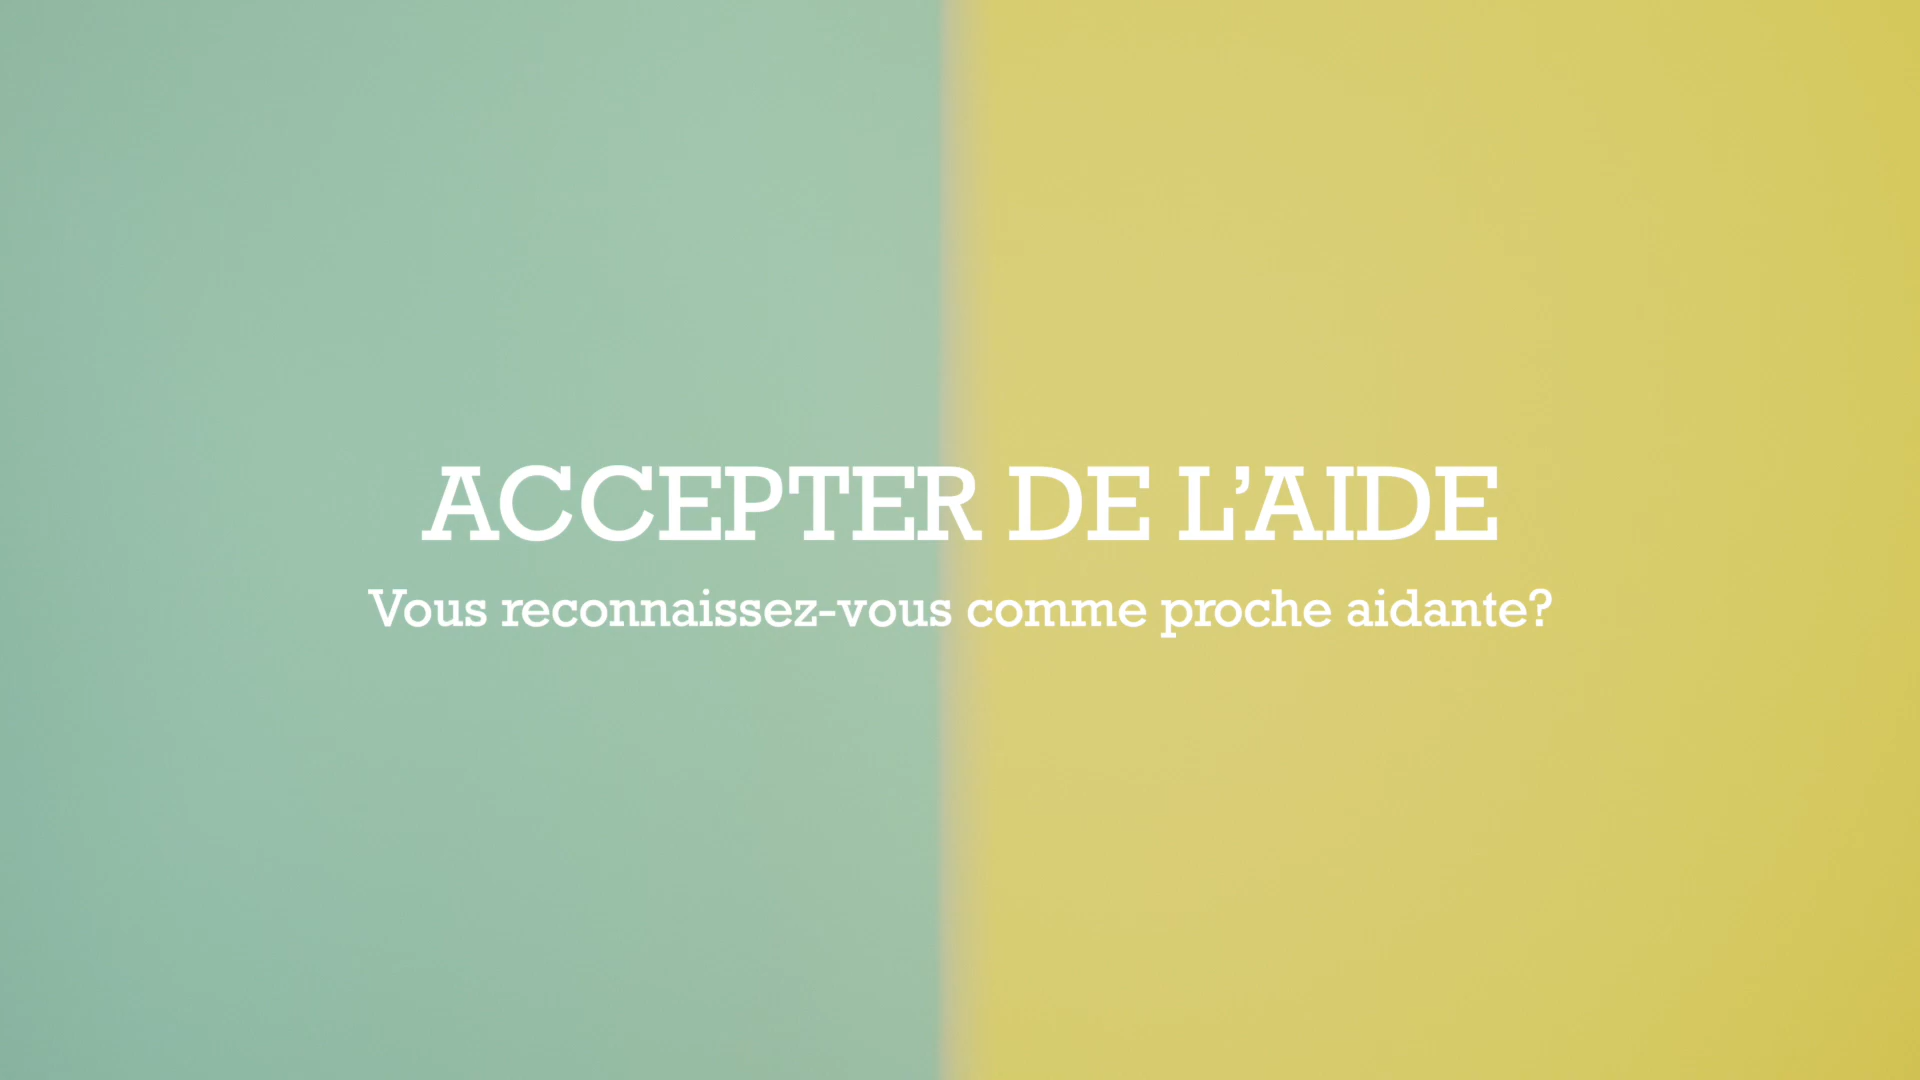 ACCEPTER DE L’AIDE
Vous reconnaissez-vous comme proche aidante?